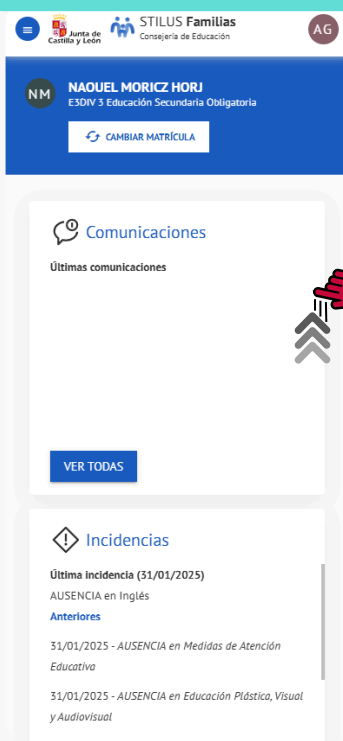 Junta de
Castilla y León
STILUS Familias
Consejería de Educación
AG
NM
NAOUEL MORICZ HORJ
E3DIV 3 Educación Secundaria Obligatoria
CAMBIAR MATRÍCULA
Comunicaciones
Últimas comunicaciones
VER TODAS
Incidencias
Última incidencia (31/01/2025)
AUSENCIA en Inglés
Anteriores
31/01/2025 - AUSENCIA en Medidas de Atención
Educativa
31/01/2025 - AUSENCIA en Educación Plástica, Visual
y Audiovisual